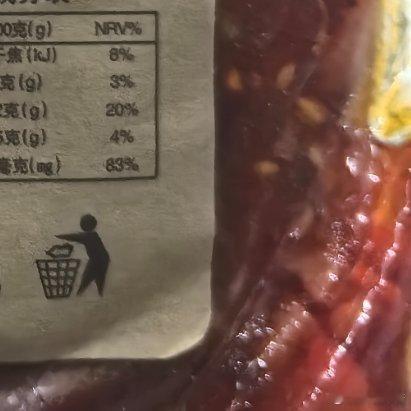 00克(g) NRV%
千焦(kJ) 8%
克(g) 3%
克(g) 20%
克(g) 4%
毫克(mg) 83%